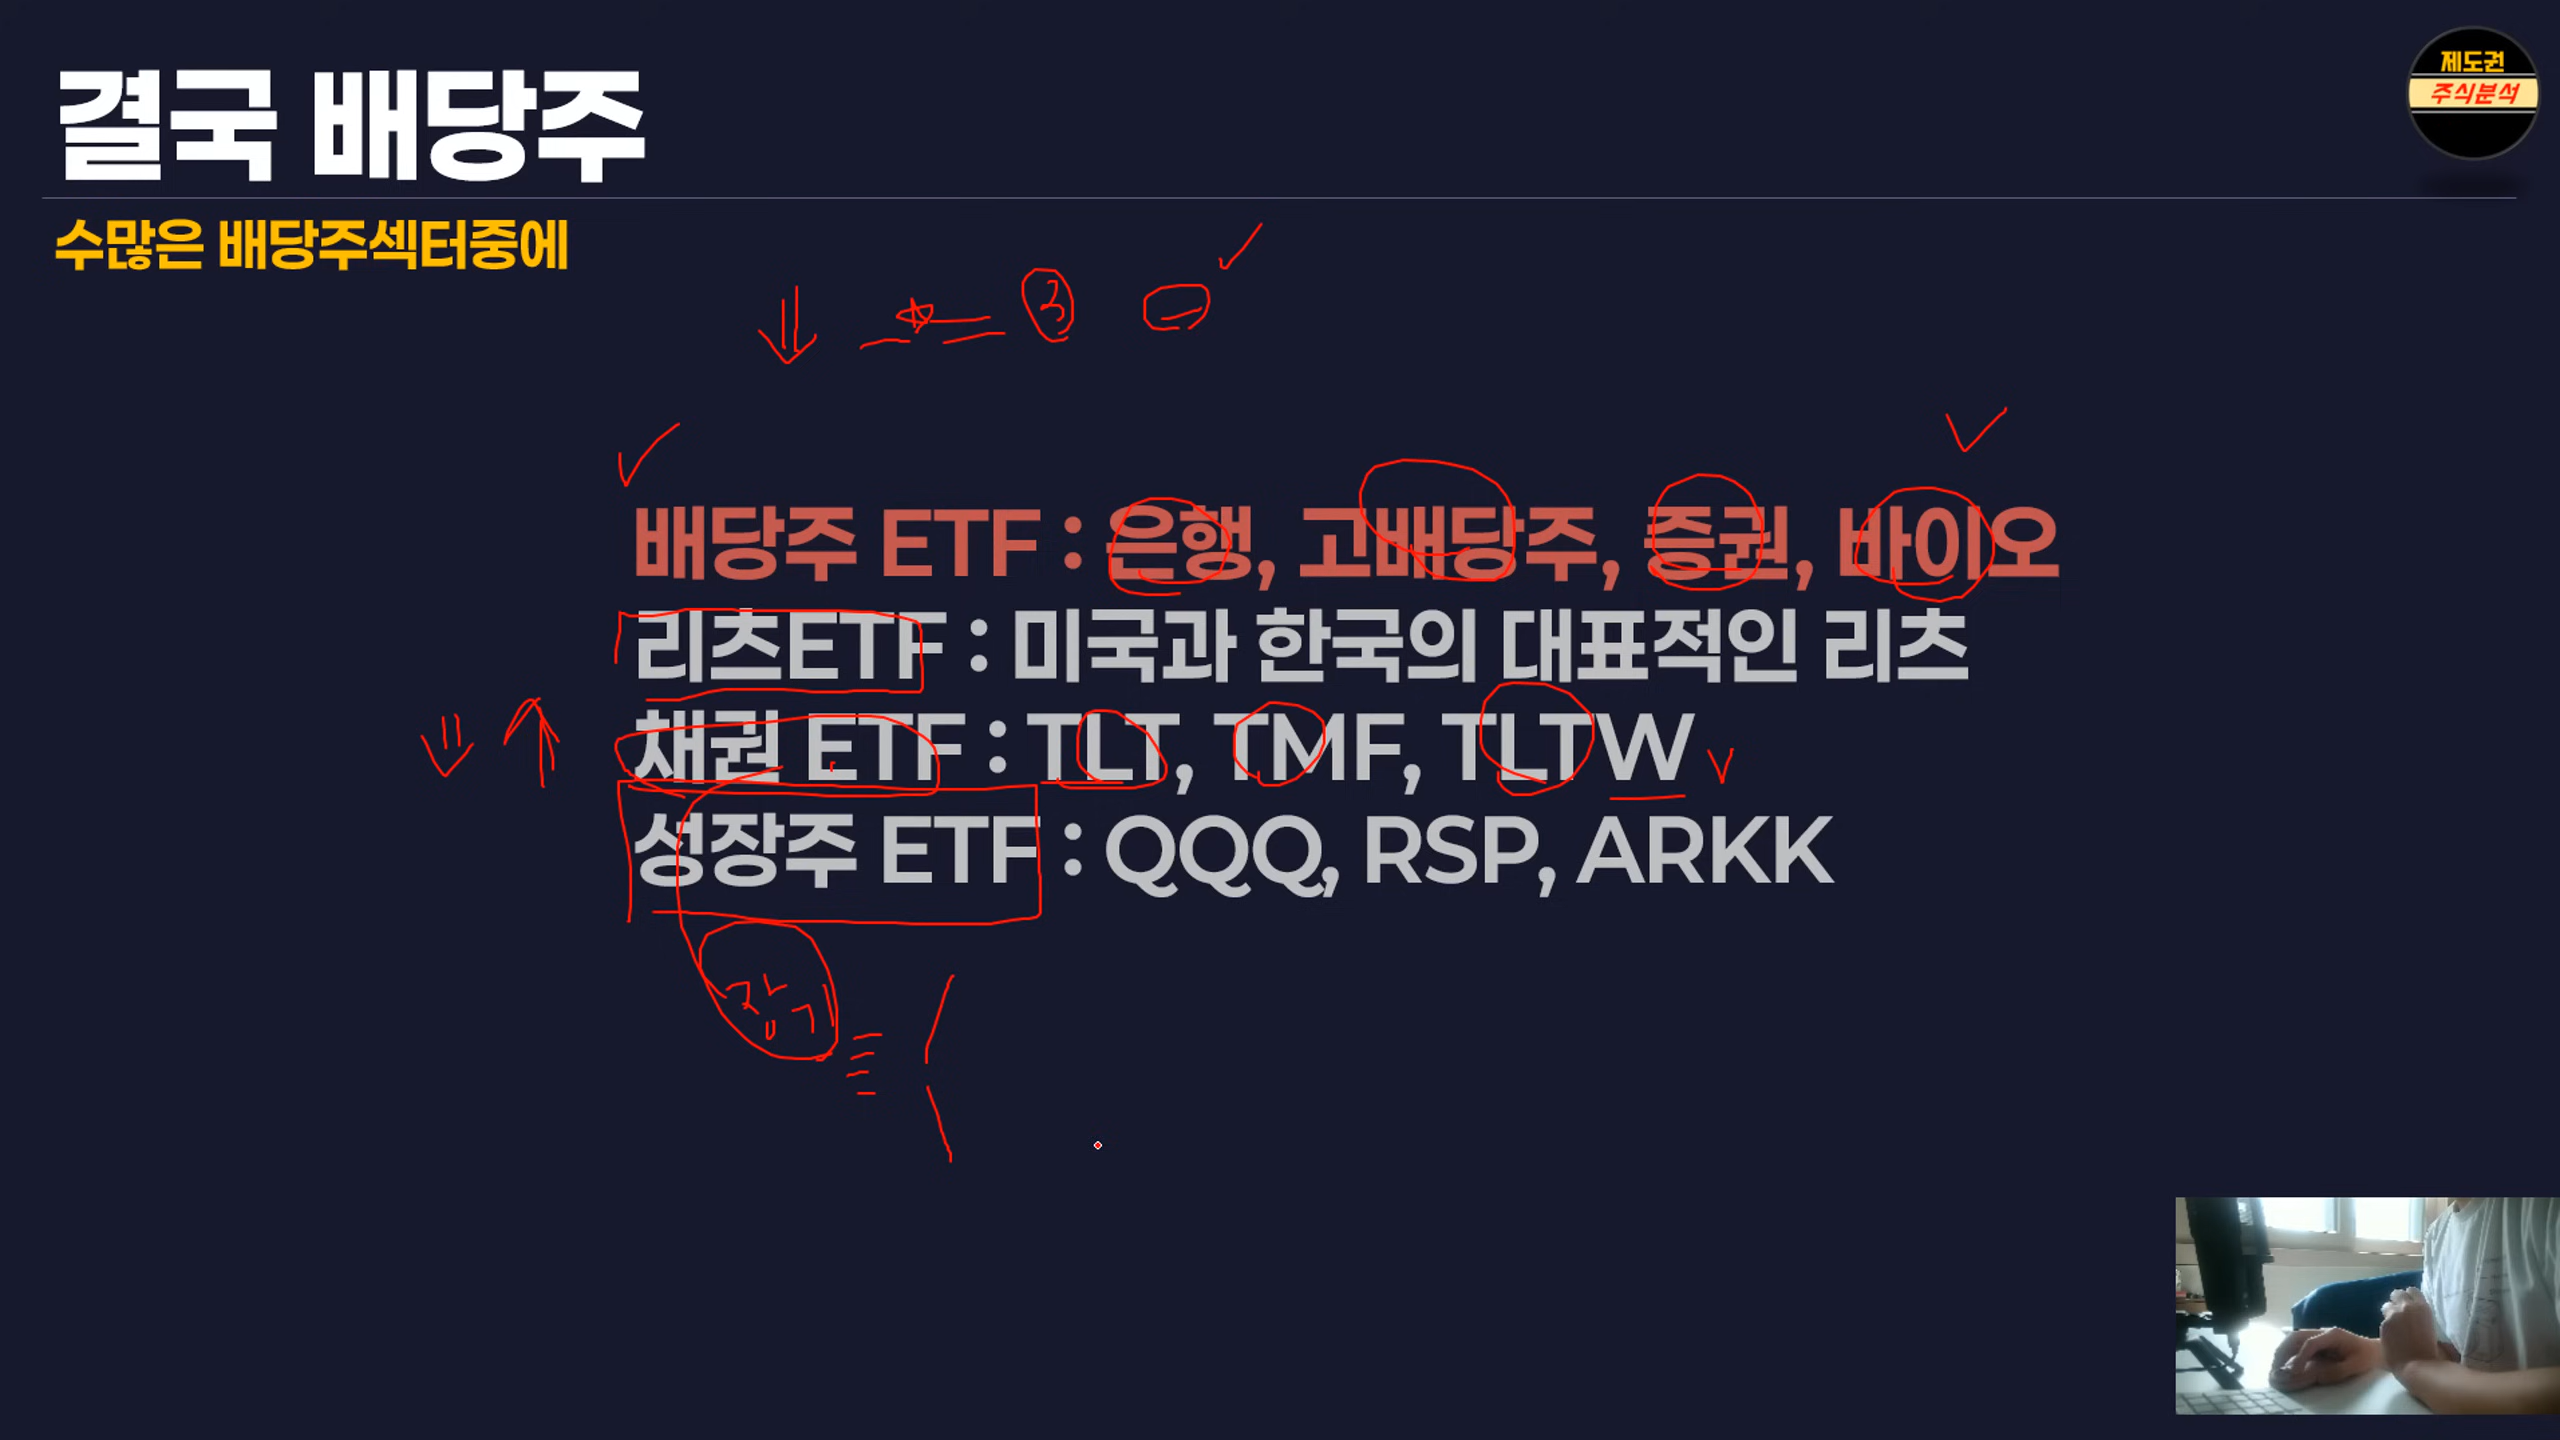 결국 배당주
제도권
주식분석
수많은 배당주섹터중에
3
배당주 ETF : 은행, 고배당주, 증권, 바이오
리츠ETF : 미국과 한국의 대표적인 리츠
채권 ETF : TLT, TMF, TLTW
성장주 ETF : QQQ, RSP, ARKK
장기